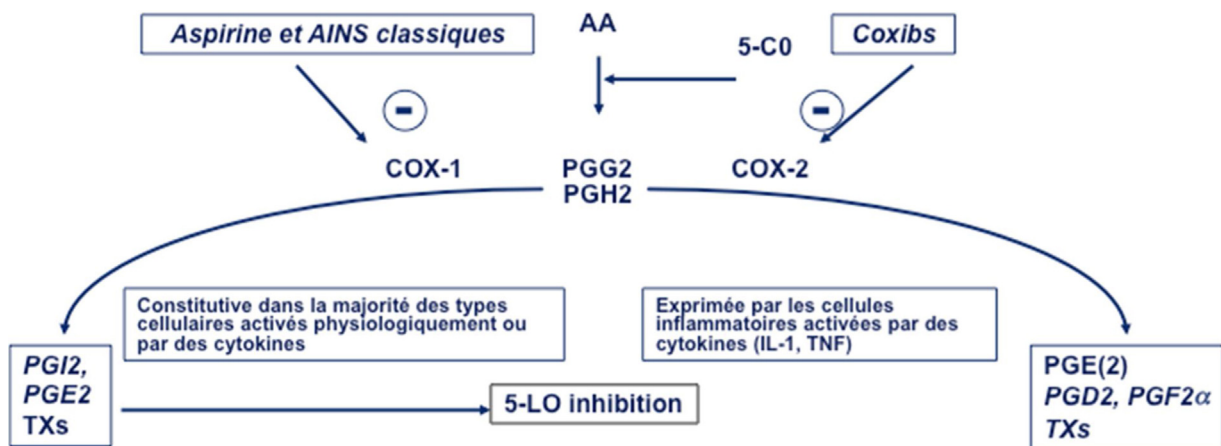 Aspirine et AINS classiques
AA
5-C0
Coxibs
-
-
COX-1
PGG2
PGH2
COX-2
Constitutive dans la majorité des types
cellulaires activés physiologiquement ou
par des cytokines
Exprimée par les cellules
inflammatoires activées par des
cytokines (IL-1, TNF)
PGI2,
PGE2
TXs
5-LO inhibition
PGE(2)
PGD2, PGF2α
TXs